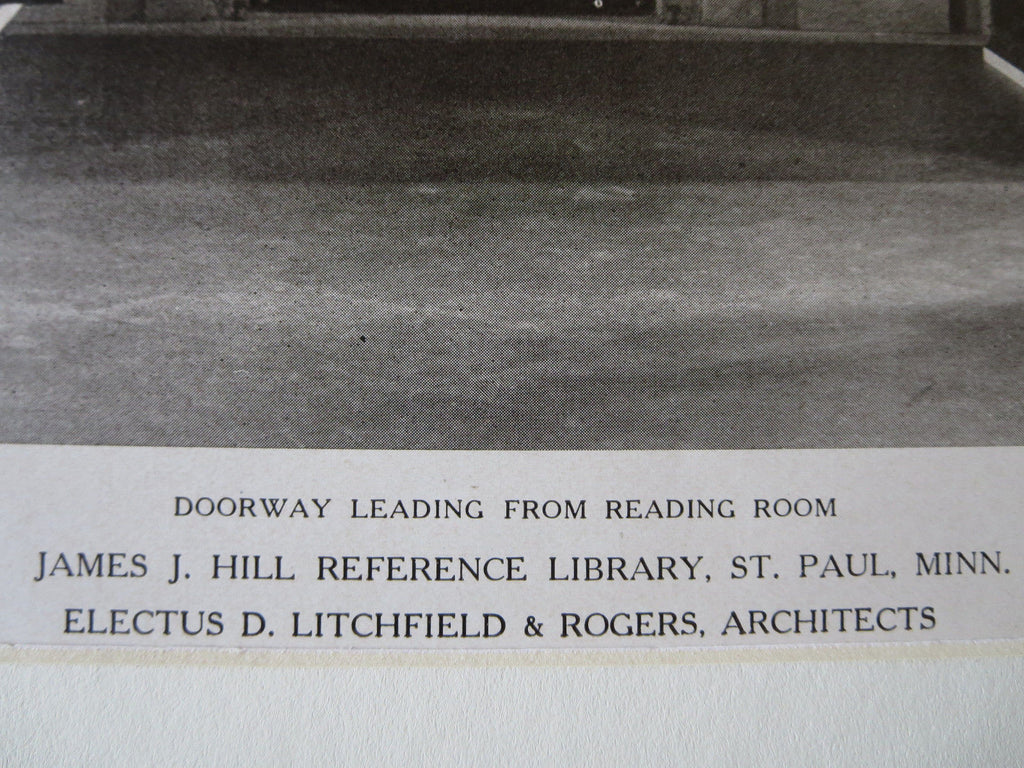 DOORWAY LEADING FROM READING ROOM
JAMES J. HILL REFERENCE LIBRARY, ST. PAUL, MINN.
ELECTUS D. LITCHFIELD & ROGERS, ARCHITECTS